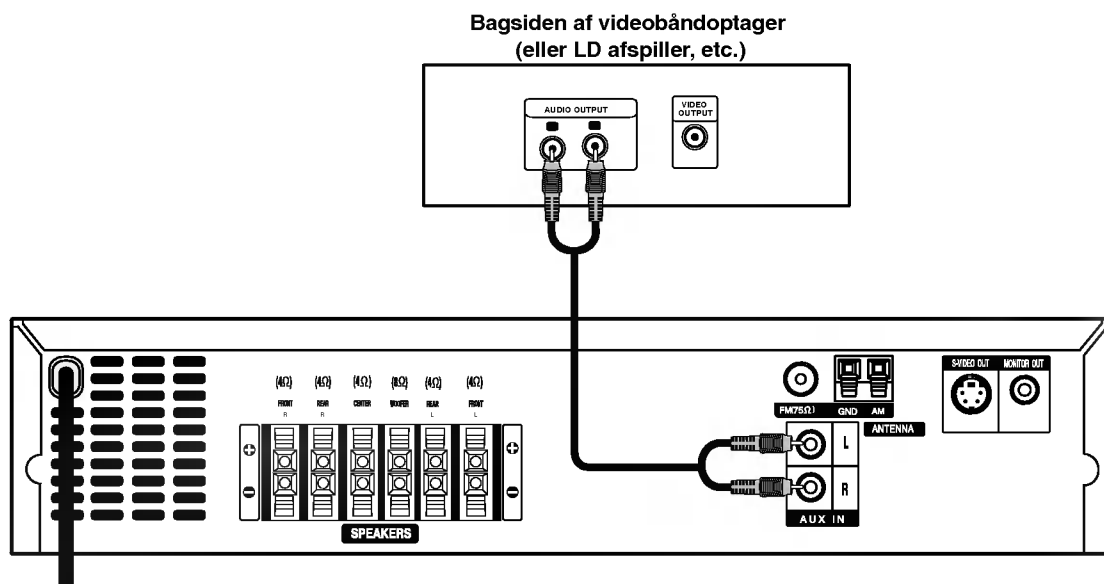 Bagsiden af videobåndoptager
(eller LD afspiller, etc.)
AUDIO OUTPUT
VIDEO
OUTPUT
(4Ω) (4Ω) (4Ω) (8Ω) (4Ω) (4Ω)
FRONT REAR CENTER WOOFER REAR FRONT
R R L L
SPEAKERS
FM(75Ω) GND AM
ANTENNA
S-VIDEO OUT MONITOR OUT
L
R
AUX IN